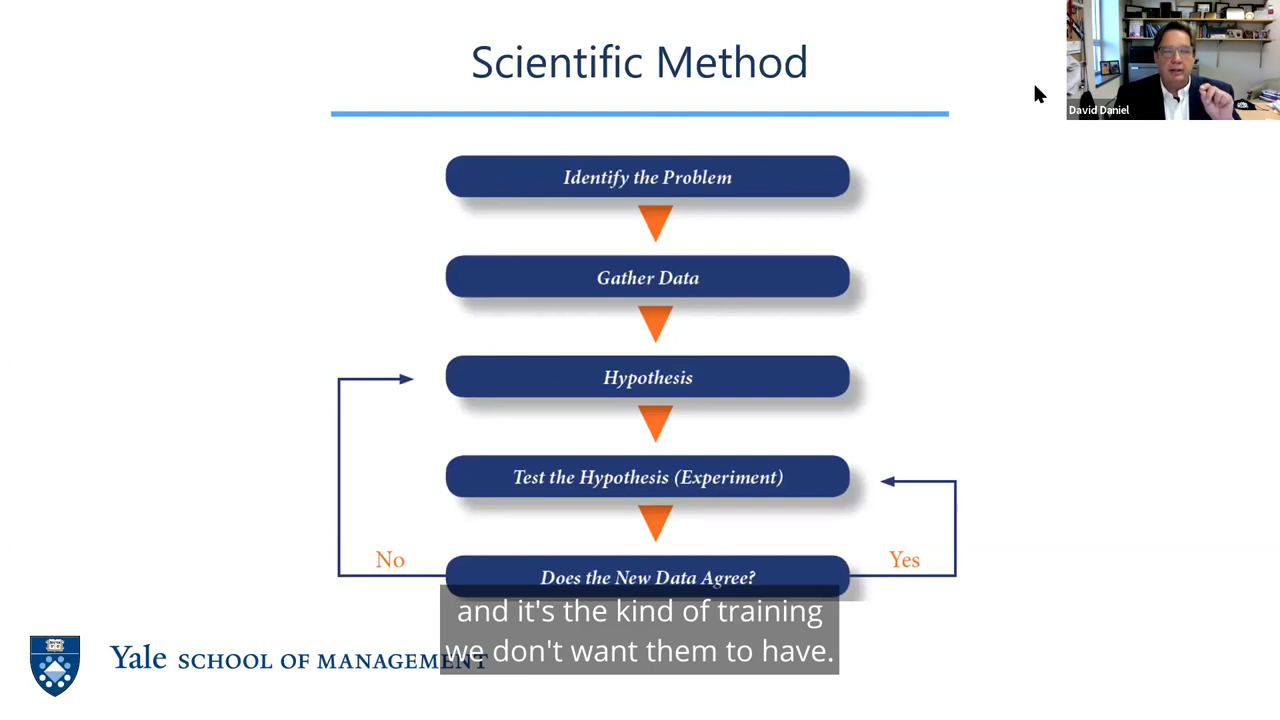 Scientific Method
David Daniel
Identify the Problem
Gather Data
Hypothesis
Test the Hypothesis (Experiment)
No
Yes
Does the New Data Agree?
and it's the kind of training
we don't want them to have.
Yale SCHOOL OF MANAGEMENT